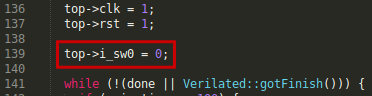 136 top->clk = 1;
137 top->rst = 1;
138
139 top->i_sw0 = 0;
140
141 while (!(done || Verilated::gotFinish())) {